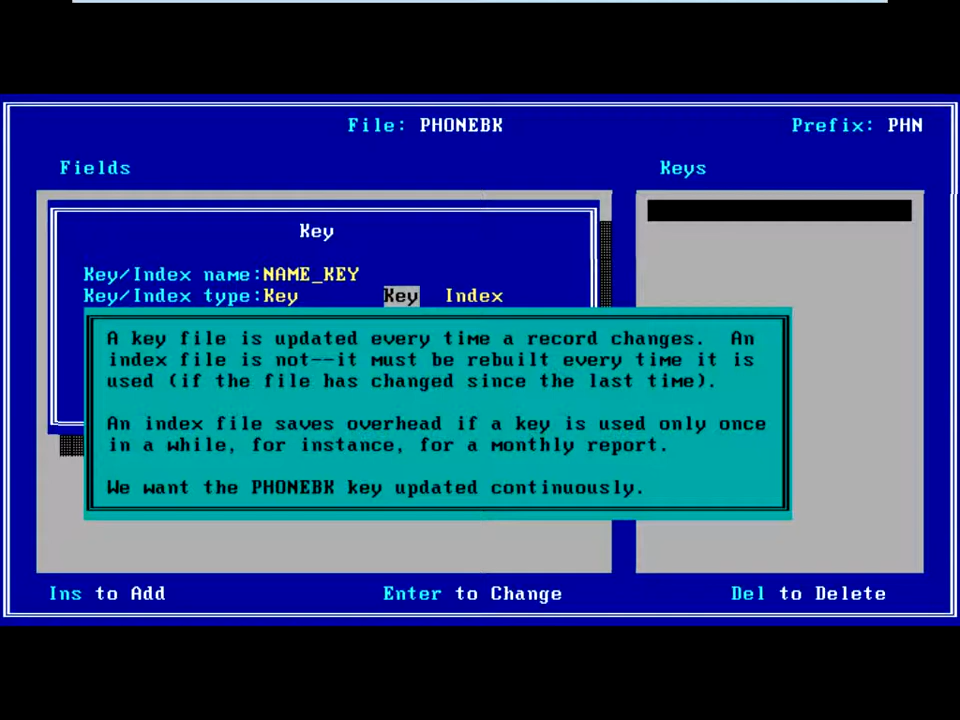 File: PHONEBK Prefix: PHN
Fields Keys
Key
Key/Index name:NAME_KEY
Key/Index type:Key Key Index
A key file is updated every time a record changes. An
index file is not--it must be rebuilt every time it is
used (if the file has changed since the last time).
An index file saves overhead if a key is used only once
in a while, for instance, for a monthly report.
We want the PHONEBK key updated continuously.
Ins to Add Enter to Change Del to Delete